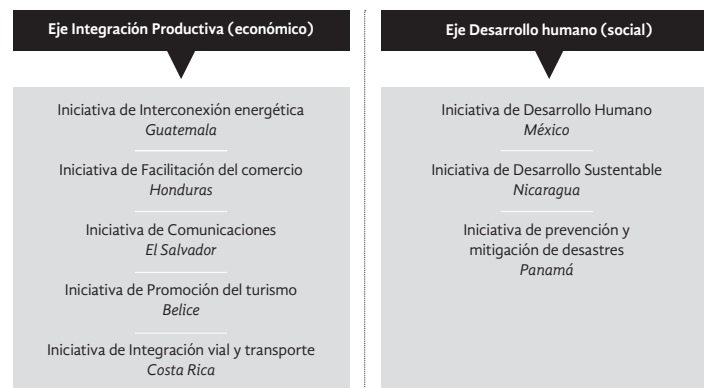 Eje Integración Productiva (económico)
Iniciativa de Interconexión energética
Guatemala
Iniciativa de Facilitación del comercio
Honduras
Iniciativa de Comunicaciones
El Salvador
Iniciativa de Promoción del turismo
Belice
Iniciativa de Integración vial y transporte
Costa Rica
Eje Desarrollo humano (social)
Iniciativa de Desarrollo Humano
México
Iniciativa de Desarrollo Sustentable
Nicaragua
Iniciativa de prevención y
mitigación de desastres
Panamá